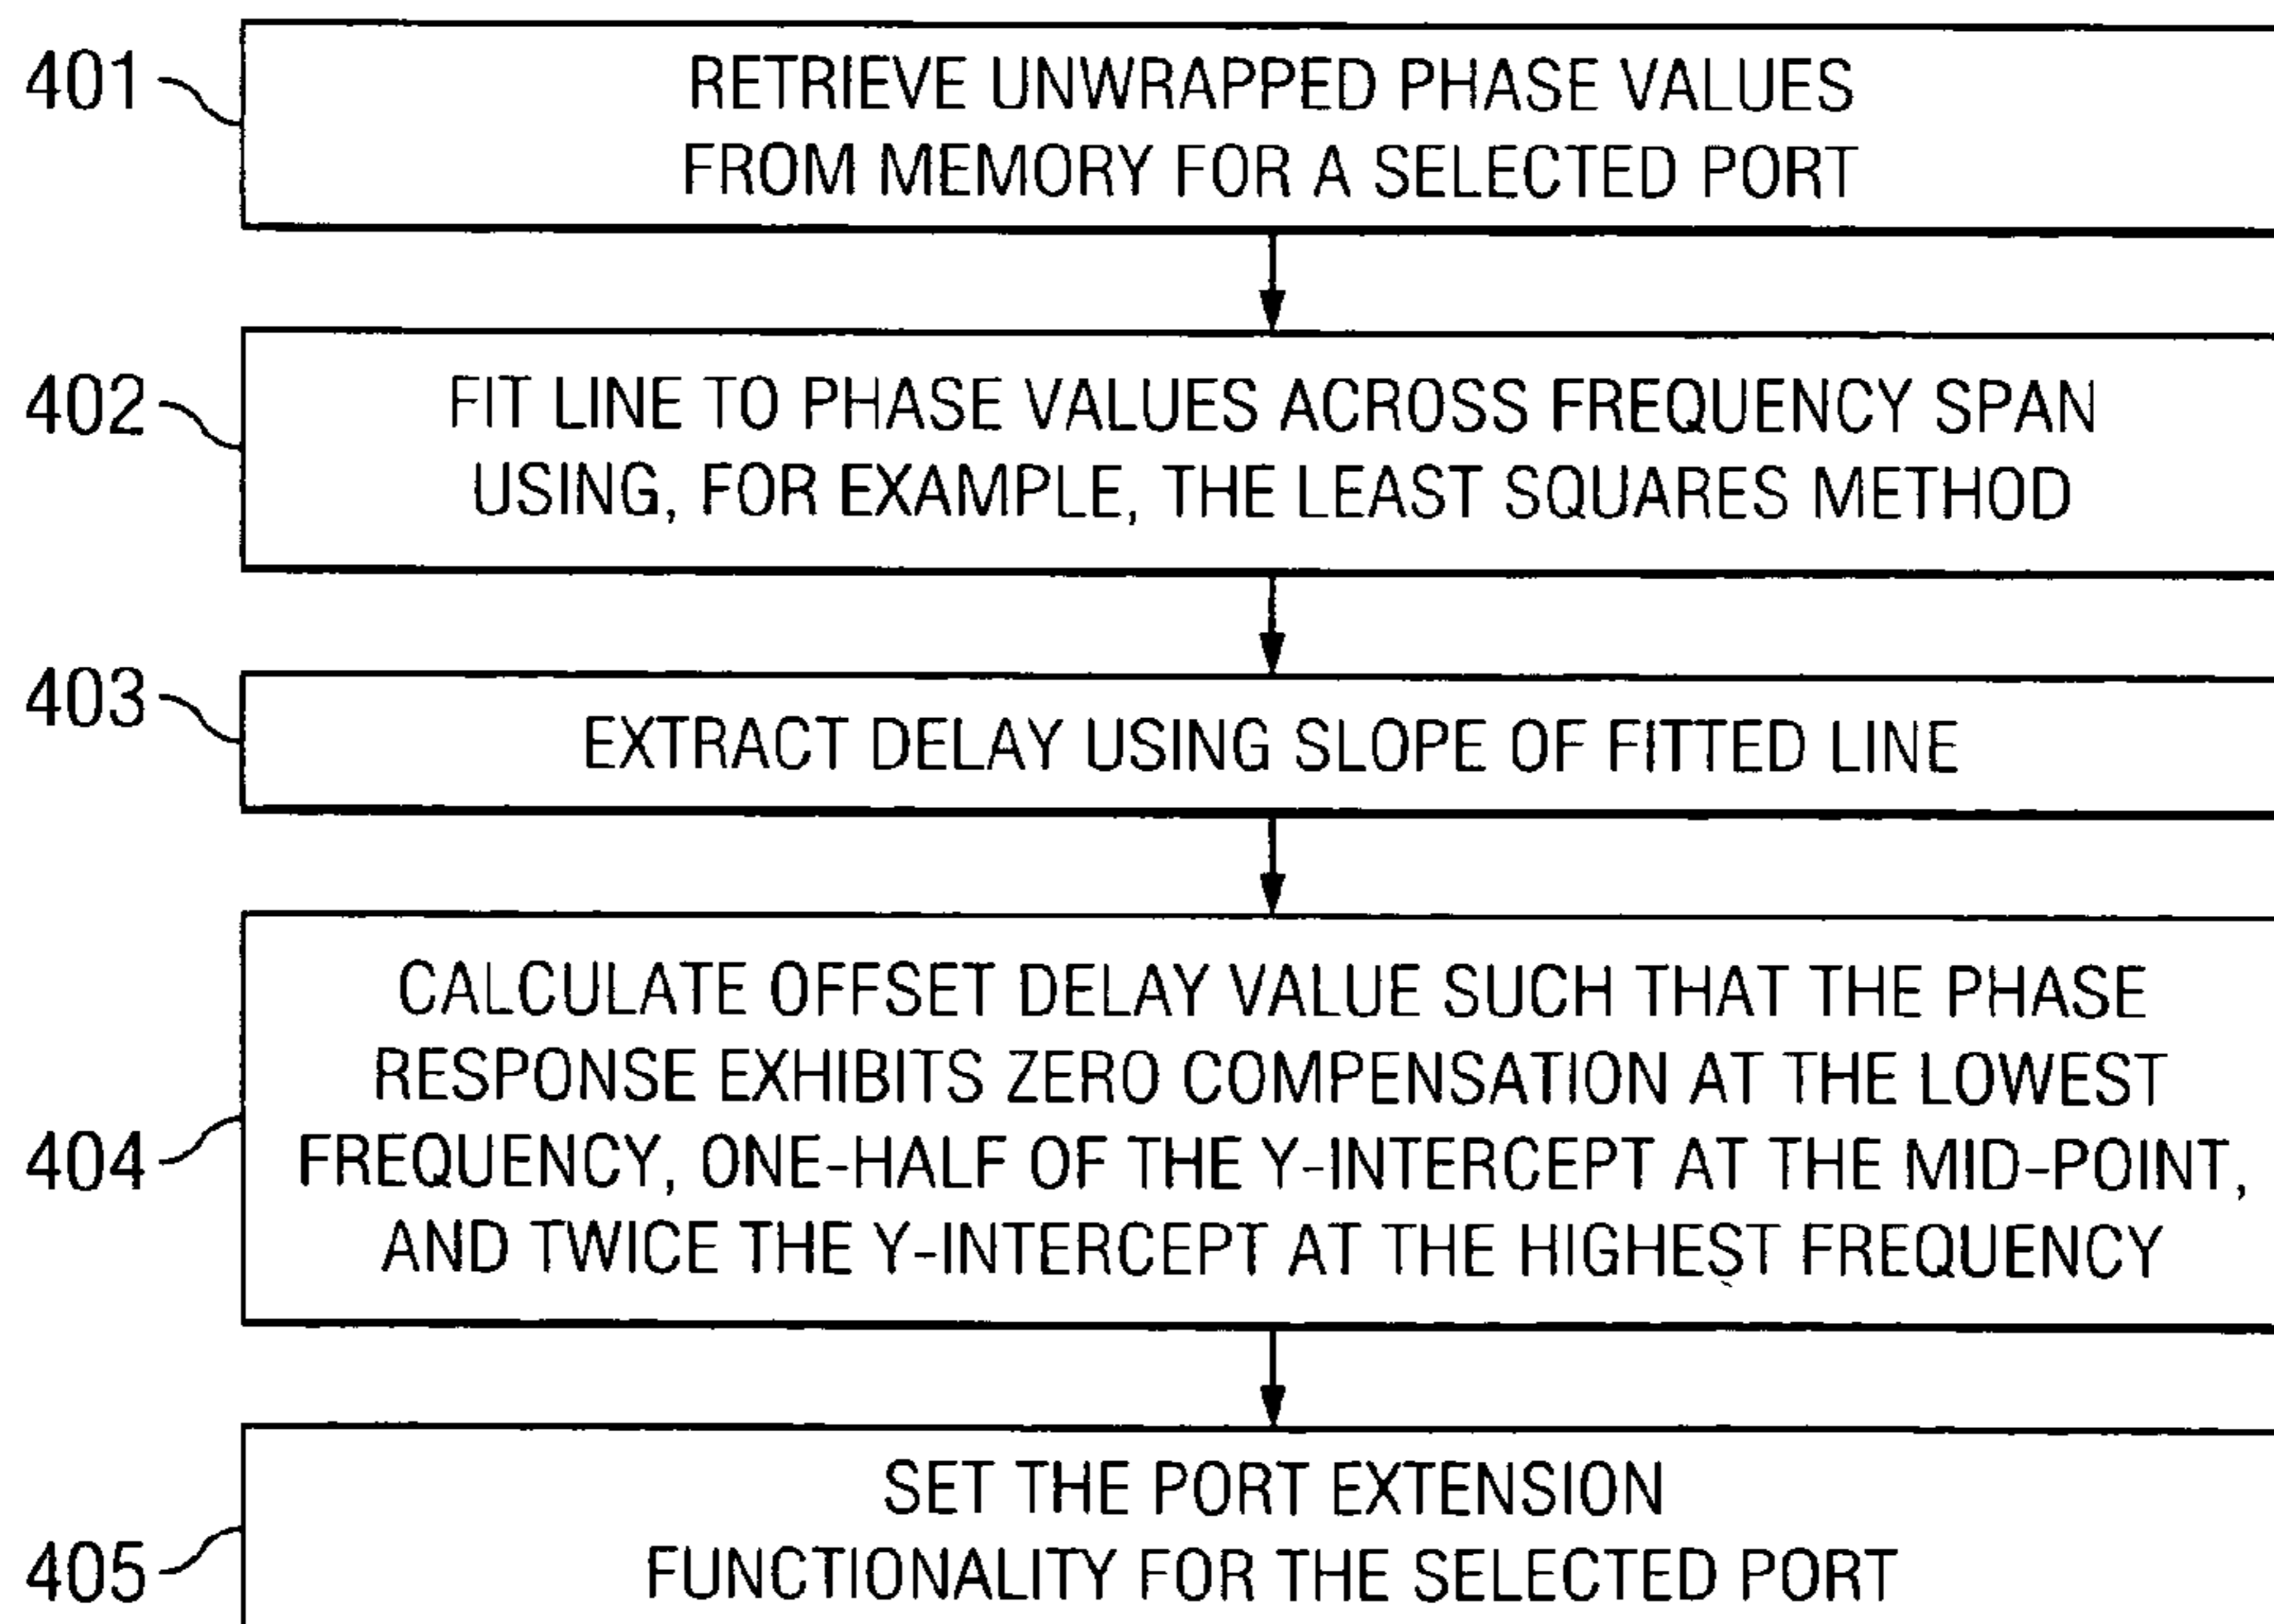 401
RETRIEVE UNWRAPPED PHASE VALUES
FROM MEMORY FOR A SELECTED PORT
402
FIT LINE TO PHASE VALUES ACROSS FREQUENCY SPAN
USING, FOR EXAMPLE, THE LEAST SQUARES METHOD
403
EXTRACT DELAY USING SLOPE OF FITTED LINE
404
CALCULATE OFFSET DELAY VALUE SUCH THAT THE PHASE
RESPONSE EXHIBITS ZERO COMPENSATION AT THE LOWEST
FREQUENCY, ONE-HALF OF THE Y-INTERCEPT AT THE MID-POINT,
AND TWICE THE Y-INTERCEPT AT THE HIGHEST FREQUENCY
405
SET THE PORT EXTENSION
FUNCTIONALITY FOR THE SELECTED PORT